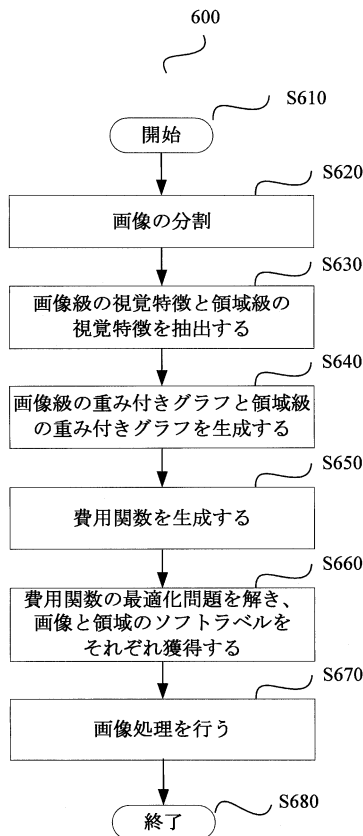 600
S610
開始
S620
画像の分割
S630
画像級の視覚特徴と領域級の
視覚特徴を抽出する
S640
画像級の重み付きグラフと領域級
の重み付きグラフを生成する
S650
費用関数を生成する
S660
費用関数の最適化問題を解き、
画像と領域のソフトラベルを
それぞれ獲得する
S670
画像処理を行う
S680
終了